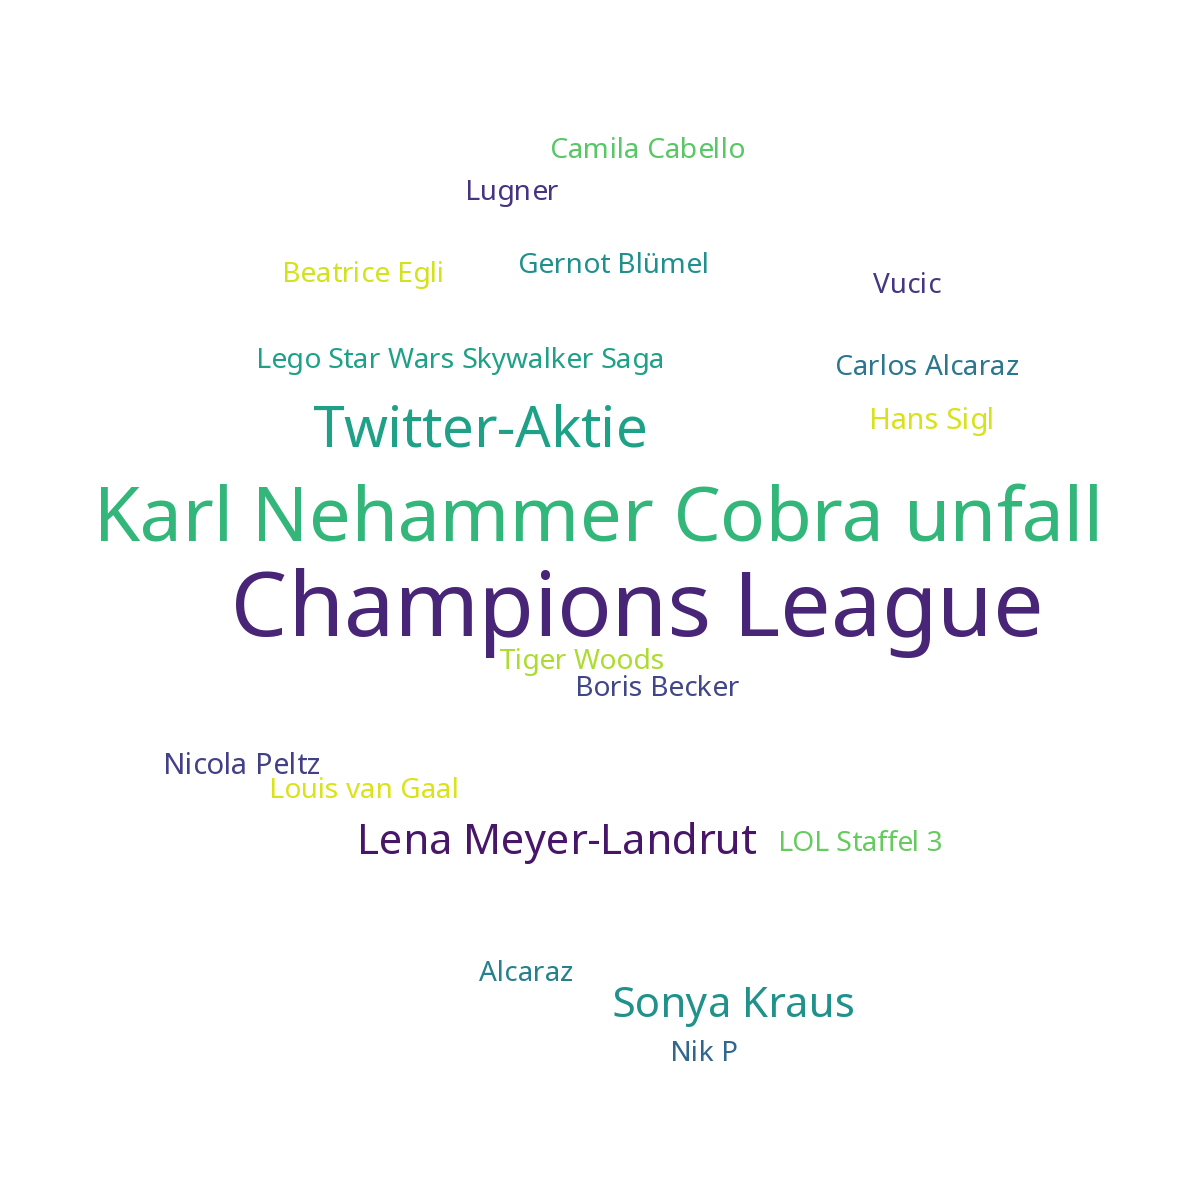 Camila Cabello
Lugner
Gernot Blümel
Beatrice Egli
Vucic
Lego Star Wars Skywalker Saga
Carlos Alcaraz
Hans Sigl
Twitter-Aktie
Karl Nehammer Cobra unfall
Champions League
Tiger Woods
Boris Becker
Nicola Peltz
Louis van Gaal
Lena Meyer-Landrut
LOL Staffel 3
Alcaraz
Sonya Kraus
Nik P